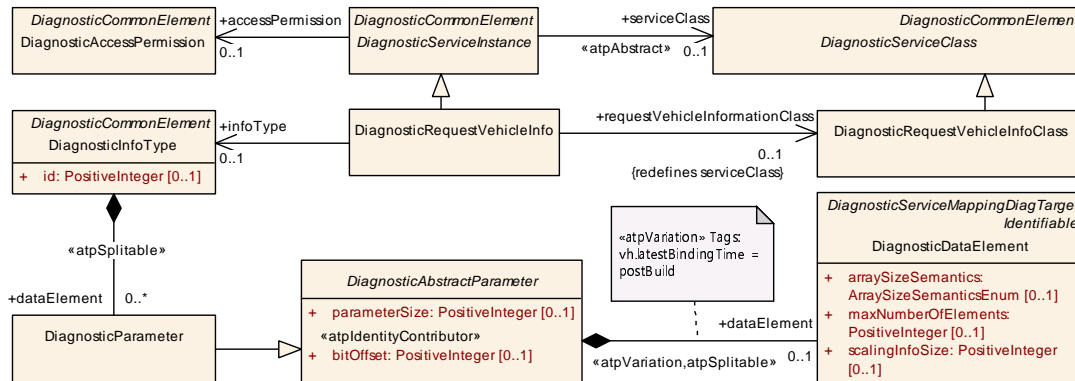 DiagnosticCommonElement
DiagnosticAccessPermission
+accessPermission
0..1
DiagnosticCommonElement
DiagnosticServiceInstance
+serviceClass
«atpAbstract»
0..1
DiagnosticCommonElement
DiagnosticServiceClass
DiagnosticCommonElement
DiagnosticInfoType
+ id: PositiveInteger [0..1]
+infoType
0..1
DiagnosticRequestVehicleInfo
+requestVehicleInformationClass
0..1
{redefines serviceClass}
DiagnosticRequestVehicleInfoClass
«atpSplitable»
+dataElement
0..*
DiagnosticParameter
DiagnosticAbstractParameter
+ parameterSize: PositiveInteger [0..1]
«atpIdentityContributor»
+ bitOffset: PositiveInteger [0..1]
«atpVariation» Tags:
vh.latestBindingTime =
postBuild
+dataElement
0..1
«atpVariation,atpSplitable»
DiagnosticServiceMappingDiagTarget
Identifiable
DiagnosticDataElement
+ arraySizeSemantics:
ArraySizeSemanticsEnum [0..1]
+ maxNumberOfElements:
PositiveInteger [0..1]
+ scalingInfoSize: PositiveInteger
[0..1]